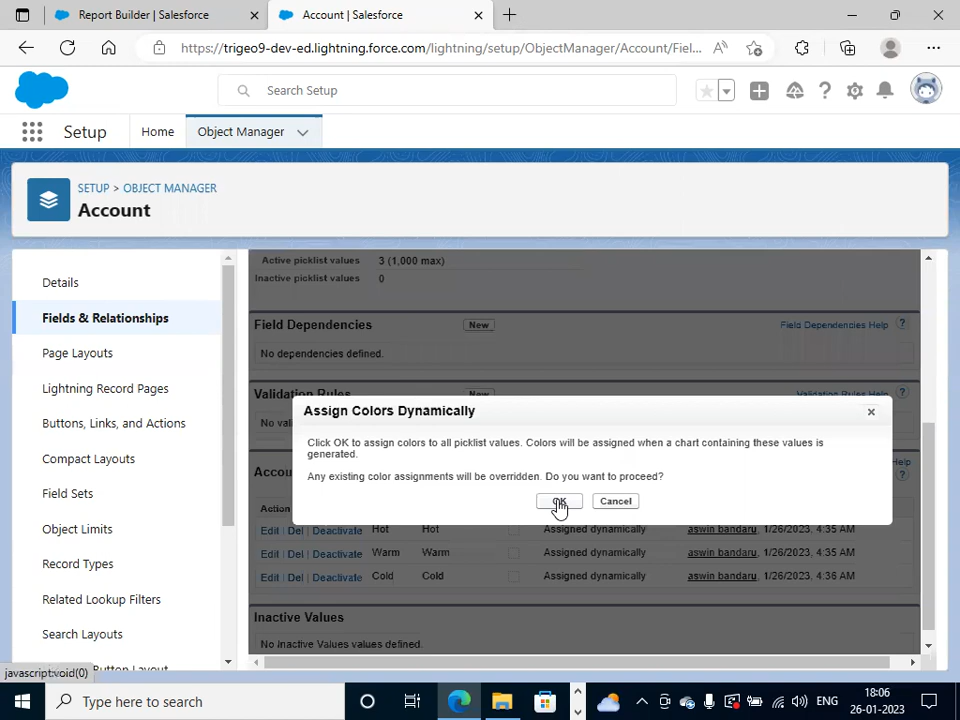 Report Builder | Salesforce
Account | Salesforce
https://trigeo9-dev-ed.lightning.force.com/lightning/setup/ObjectManager/Account/Fiel...
Search Setup
Setup
Home
Object Manager
SETUP > OBJECT MANAGER
Account
Details
Fields & Relationships
Page Layouts
Lightning Record Pages
Buttons, Links, and Actions
Compact Layouts
Field Sets
Object Limits
Record Types
Related Lookup Filters
Search Layouts
Button Layout
Active picklist values 3 (1,000 max)
Inactive picklist values 0
Field Dependencies New Field Dependencies Help ?
No dependencies defined.
Validation Rules New Validation Rules Help ?
No vali
Assign Colors Dynamically
Click OK to assign colors to all picklist values. Colors will be assigned when a chart containing these values is
generated.
Any existing color assignments will be overridden. Do you want to proceed?
OK Cancel
Accou Help ?
Action
Edit | Del | Deactivate Hot Hot Assigned dynamically aswin bandaru, 1/26/2023, 4:35 AM
Edit | Del | Deactivate Warm Warm Assigned dynamically aswin bandaru, 1/26/2023, 4:35 AM
Edit | Del | Deactivate Cold Cold Assigned dynamically aswin bandaru, 1/26/2023, 4:36 AM
Inactive Values
No Inactive Values values defined.
javascript:void(0)
Type here to search
ENG
18:06
26-01-2023